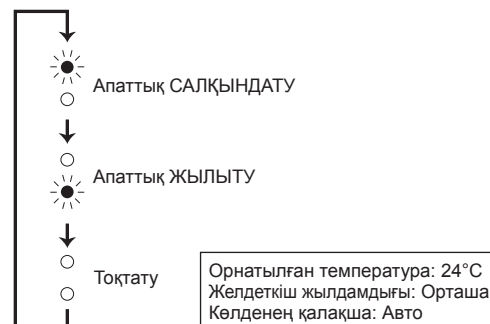 Апаттық САЛҚЫНДАТУ
Апаттық ЖЫЛЫТУ
Тоқтату
Орнатылған температура: 24°C
Желдеткіш жылдамдығы: Орташа
Көлденең қалақша: Авто